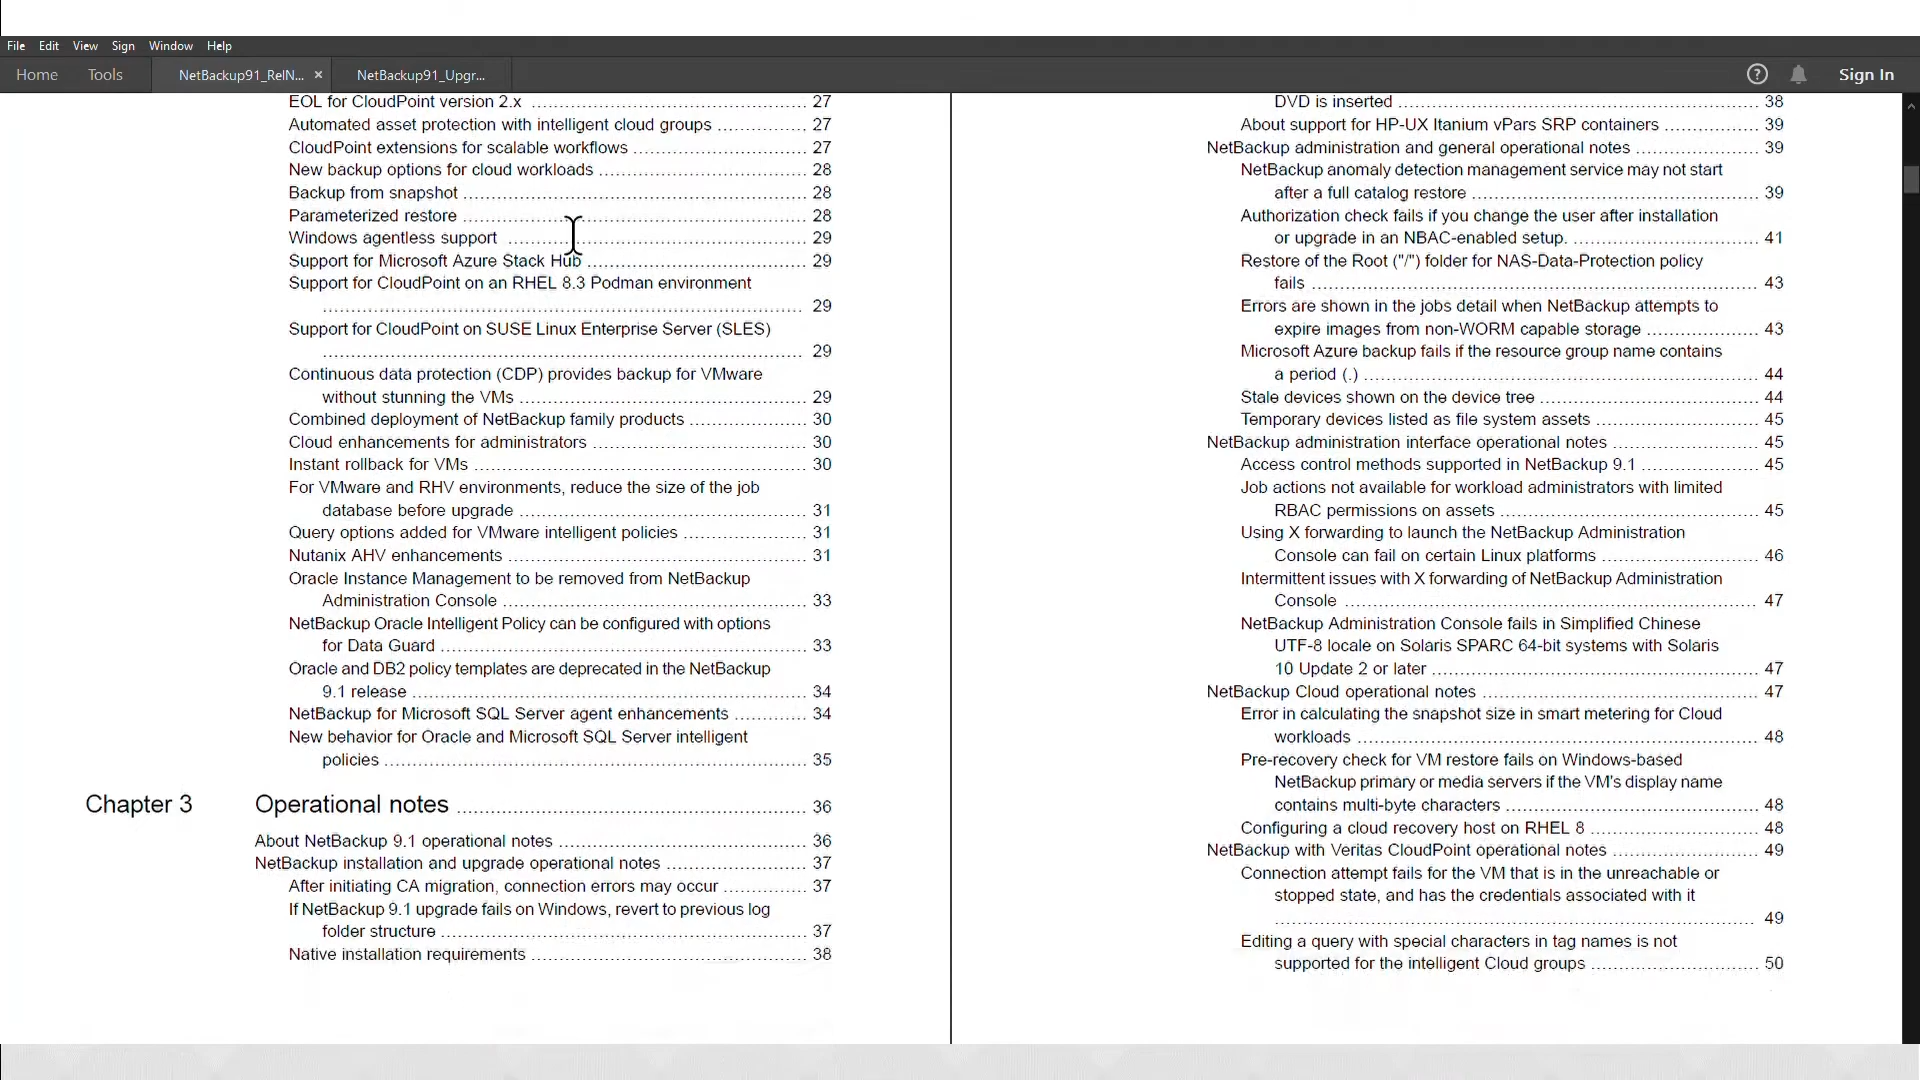 File Edit View Sign Window Help
Home Tools NetBackup91_RelN... × NetBackup91_Upgr... ? Sign In
EOL for CloudPoint version 2.x ........ 27
Automated asset protection with intelligent cloud groups ........ 27
CloudPoint extensions for scalable workflows ........ 27
New backup options for cloud workloads ........ 28
Backup from snapshot ........ 28
Parameterized restore ........ 28
Windows agentless support ........ 29
Support for Microsoft Azure Stack Hub ........ 29
Support for CloudPoint on an RHEL 8.3 Podman environment
........ 29
Support for CloudPoint on SUSE Linux Enterprise Server (SLES)
........ 29
Continuous data protection (CDP) provides backup for VMware
without stunning the VMs ........ 29
Combined deployment of NetBackup family products ........ 30
Cloud enhancements for administrators ........ 30
Instant rollback for VMs ........ 30
For VMware and RHV environments, reduce the size of the job
database before upgrade ........ 31
Query options added for VMware intelligent policies ........ 31
Nutanix AHV enhancements ........ 31
Oracle Instance Management to be removed from NetBackup
Administration Console ........ 33
NetBackup Oracle Intelligent Policy can be configured with options
for Data Guard ........ 33
Oracle and DB2 policy templates are deprecated in the NetBackup
9.1 release ........ 34
NetBackup for Microsoft SQL Server agent enhancements ........ 34
New behavior for Oracle and Microsoft SQL Server intelligent
policies ........ 35
Chapter 3 Operational notes ........ 36
About NetBackup 9.1 operational notes ........ 36
NetBackup installation and upgrade operational notes ........ 37
After initiating CA migration, connection errors may occur ........ 37
If NetBackup 9.1 upgrade fails on Windows, revert to previous log
folder structure ........ 37
Native installation requirements ........ 38
DVD is inserted ........ 38
About support for HP-UX Itanium vPars SRP containers ........ 39
NetBackup administration and general operational notes ........ 39
NetBackup anomaly detection management service may not start
after a full catalog restore ........ 39
Authorization check fails if you change the user after installation
or upgrade in an NBAC-enabled setup. ........ 41
Restore of the Root ("/") folder for NAS-Data-Protection policy
fails ........ 43
Errors are shown in the jobs detail when NetBackup attempts to
expire images from non-WORM capable storage ........ 43
Microsoft Azure backup fails if the resource group name contains
a period (.) ........ 44
Stale devices shown on the device tree ........ 44
Temporary devices listed as file system assets ........ 45
NetBackup administration interface operational notes ........ 45
Access control methods supported in NetBackup 9.1 ........ 45
Job actions not available for workload administrators with limited
RBAC permissions on assets ........ 45
Using X forwarding to launch the NetBackup Administration
Console can fail on certain Linux platforms ........ 46
Intermittent issues with X forwarding of NetBackup Administration
Console ........ 47
NetBackup Administration Console fails in Simplified Chinese
UTF-8 locale on Solaris SPARC 64-bit systems with Solaris
10 Update 2 or later ........ 47
NetBackup Cloud operational notes ........ 47
Error in calculating the snapshot size in smart metering for Cloud
workloads ........ 48
Pre-recovery check for VM restore fails on Windows-based
NetBackup primary or media servers if the VM's display name
contains multi-byte characters ........ 48
Configuring a cloud recovery host on RHEL 8 ........ 48
NetBackup with Veritas CloudPoint operational notes ........ 49
Connection attempt fails for the VM that is in the unreachable or
stopped state, and has the credentials associated with it
........ 49
Editing a query with special characters in tag names is not
supported for the intelligent Cloud groups ........ 50